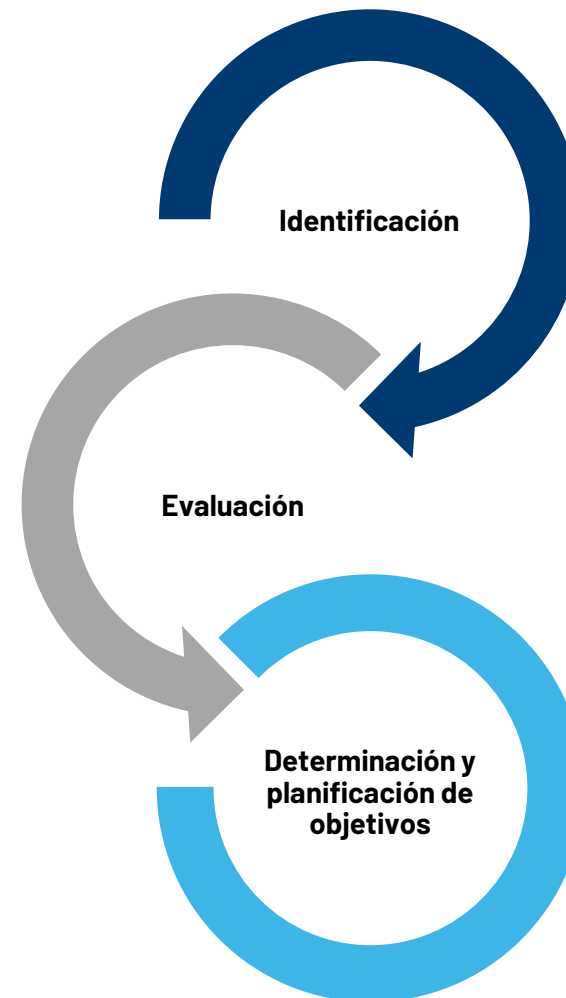 Identificación
Evaluación
Determinación y
planificación de
objetivos